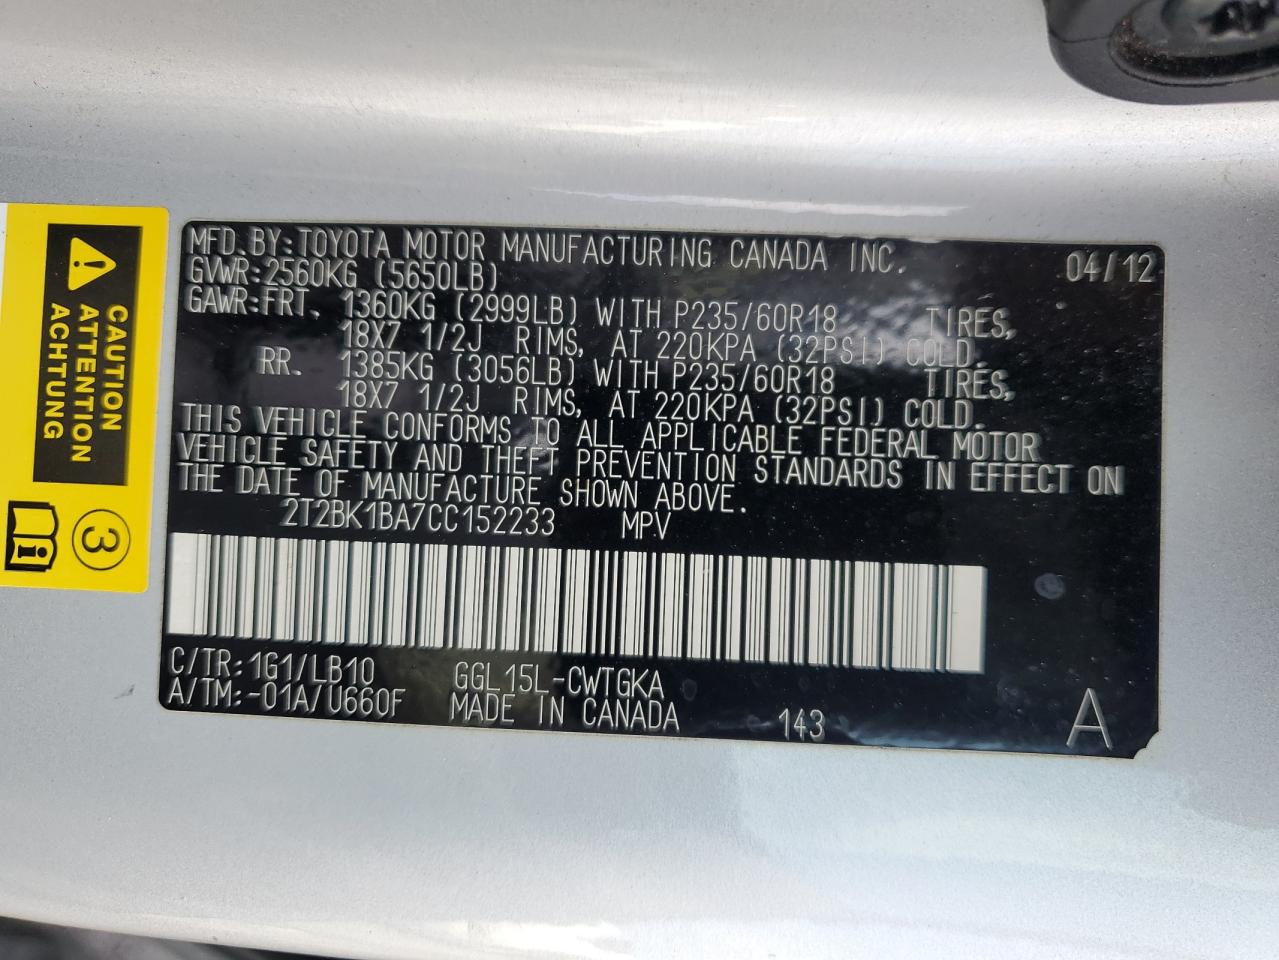 MFD.BY:TOYOTA MOTOR MANUFACTURING CANADA INC. 04/12
GVWR:2560KG (5650LB)
GAWR:FRT. 1360KG (2999LB) WITH P235/60R18 TIRES,
18X7 1/2J RIMS, AT 220KPA (32PSI) COLD.
RR. 1385KG (3056LB) WITH P235/60R18 TIRES,
18X7 1/2J RIMS, AT 220KPA (32PSI) COLD.
THIS VEHICLE CONFORMS TO ALL APPLICABLE FEDERAL MOTOR
VEHICLE SAFETY AND THEFT PREVENTION STANDARDS IN EFFECT ON
THE DATE OF MANUFACTURE SHOWN ABOVE.
2T2BK1BA7CC152233 MPV
C/TR:1G1/LB10 GGL15L-CWTGKA
A/TM:-01A/U660F MADE IN CANADA 143 A
CAUTION
ATTENTION
ACHTUNG
3
i